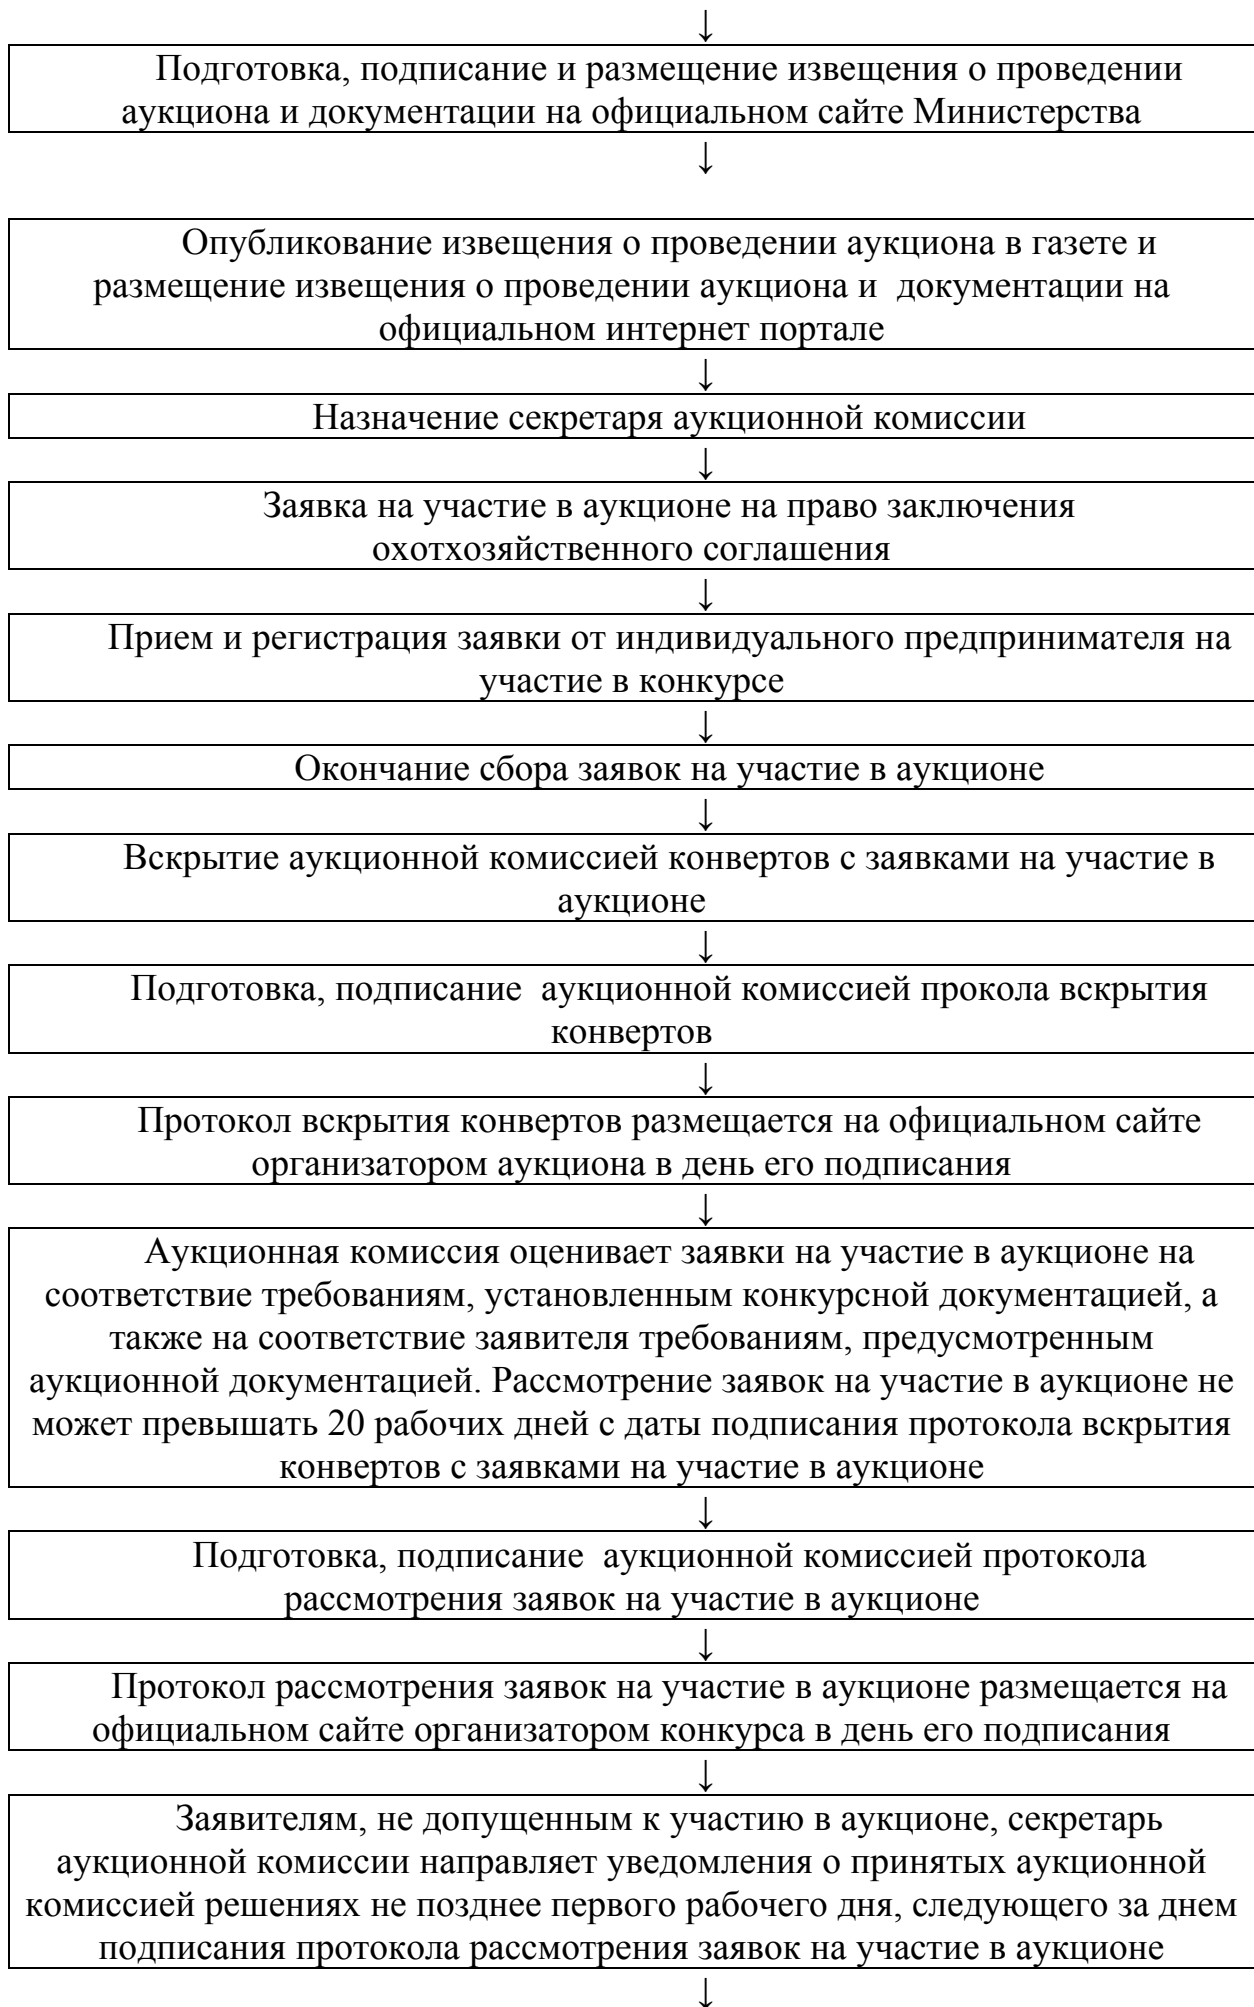 ↓
Подготовка, подписание и размещение извещения о проведении
аукциона и документации на официальном сайте Министерства
↓
Опубликование извещения о проведении аукциона в газете и
размещение извещения о проведении аукциона и  документации на
официальном интернет портале
↓
Назначение секретаря аукционной комиссии
↓
Заявка на участие в аукционе на право заключения
охотхозяйственного соглашения
↓
Прием и регистрация заявки от индивидуального предпринимателя на
участие в конкурсе
↓
Окончание сбора заявок на участие в аукционе
↓
Вскрытие аукционной комиссией конвертов с заявками на участие в
аукционе
↓
Подготовка, подписание  аукционной комиссией прокола вскрытия
конвертов
↓
Протокол вскрытия конвертов размещается на официальном сайте
организатором аукциона в день его подписания
↓
Аукционная комиссия оценивает заявки на участие в аукционе на
соответствие требованиям, установленным конкурсной документацией, а
также на соответствие заявителя требованиям, предусмотренным
аукционной документацией. Рассмотрение заявок на участие в аукционе не
может превышать 20 рабочих дней с даты подписания протокола вскрытия
конвертов с заявками на участие в аукционе
↓
Подготовка, подписание  аукционной комиссией протокола
рассмотрения заявок на участие в аукционе
↓
Протокол рассмотрения заявок на участие в аукционе размещается на
официальном сайте организатором конкурса в день его подписания
↓
Заявителям, не допущенным к участию в аукционе, секретарь
аукционной комиссии направляет уведомления о принятых аукционной
комиссией решениях не позднее первого рабочего дня, следующего за днем
подписания протокола рассмотрения заявок на участие в аукционе
↓